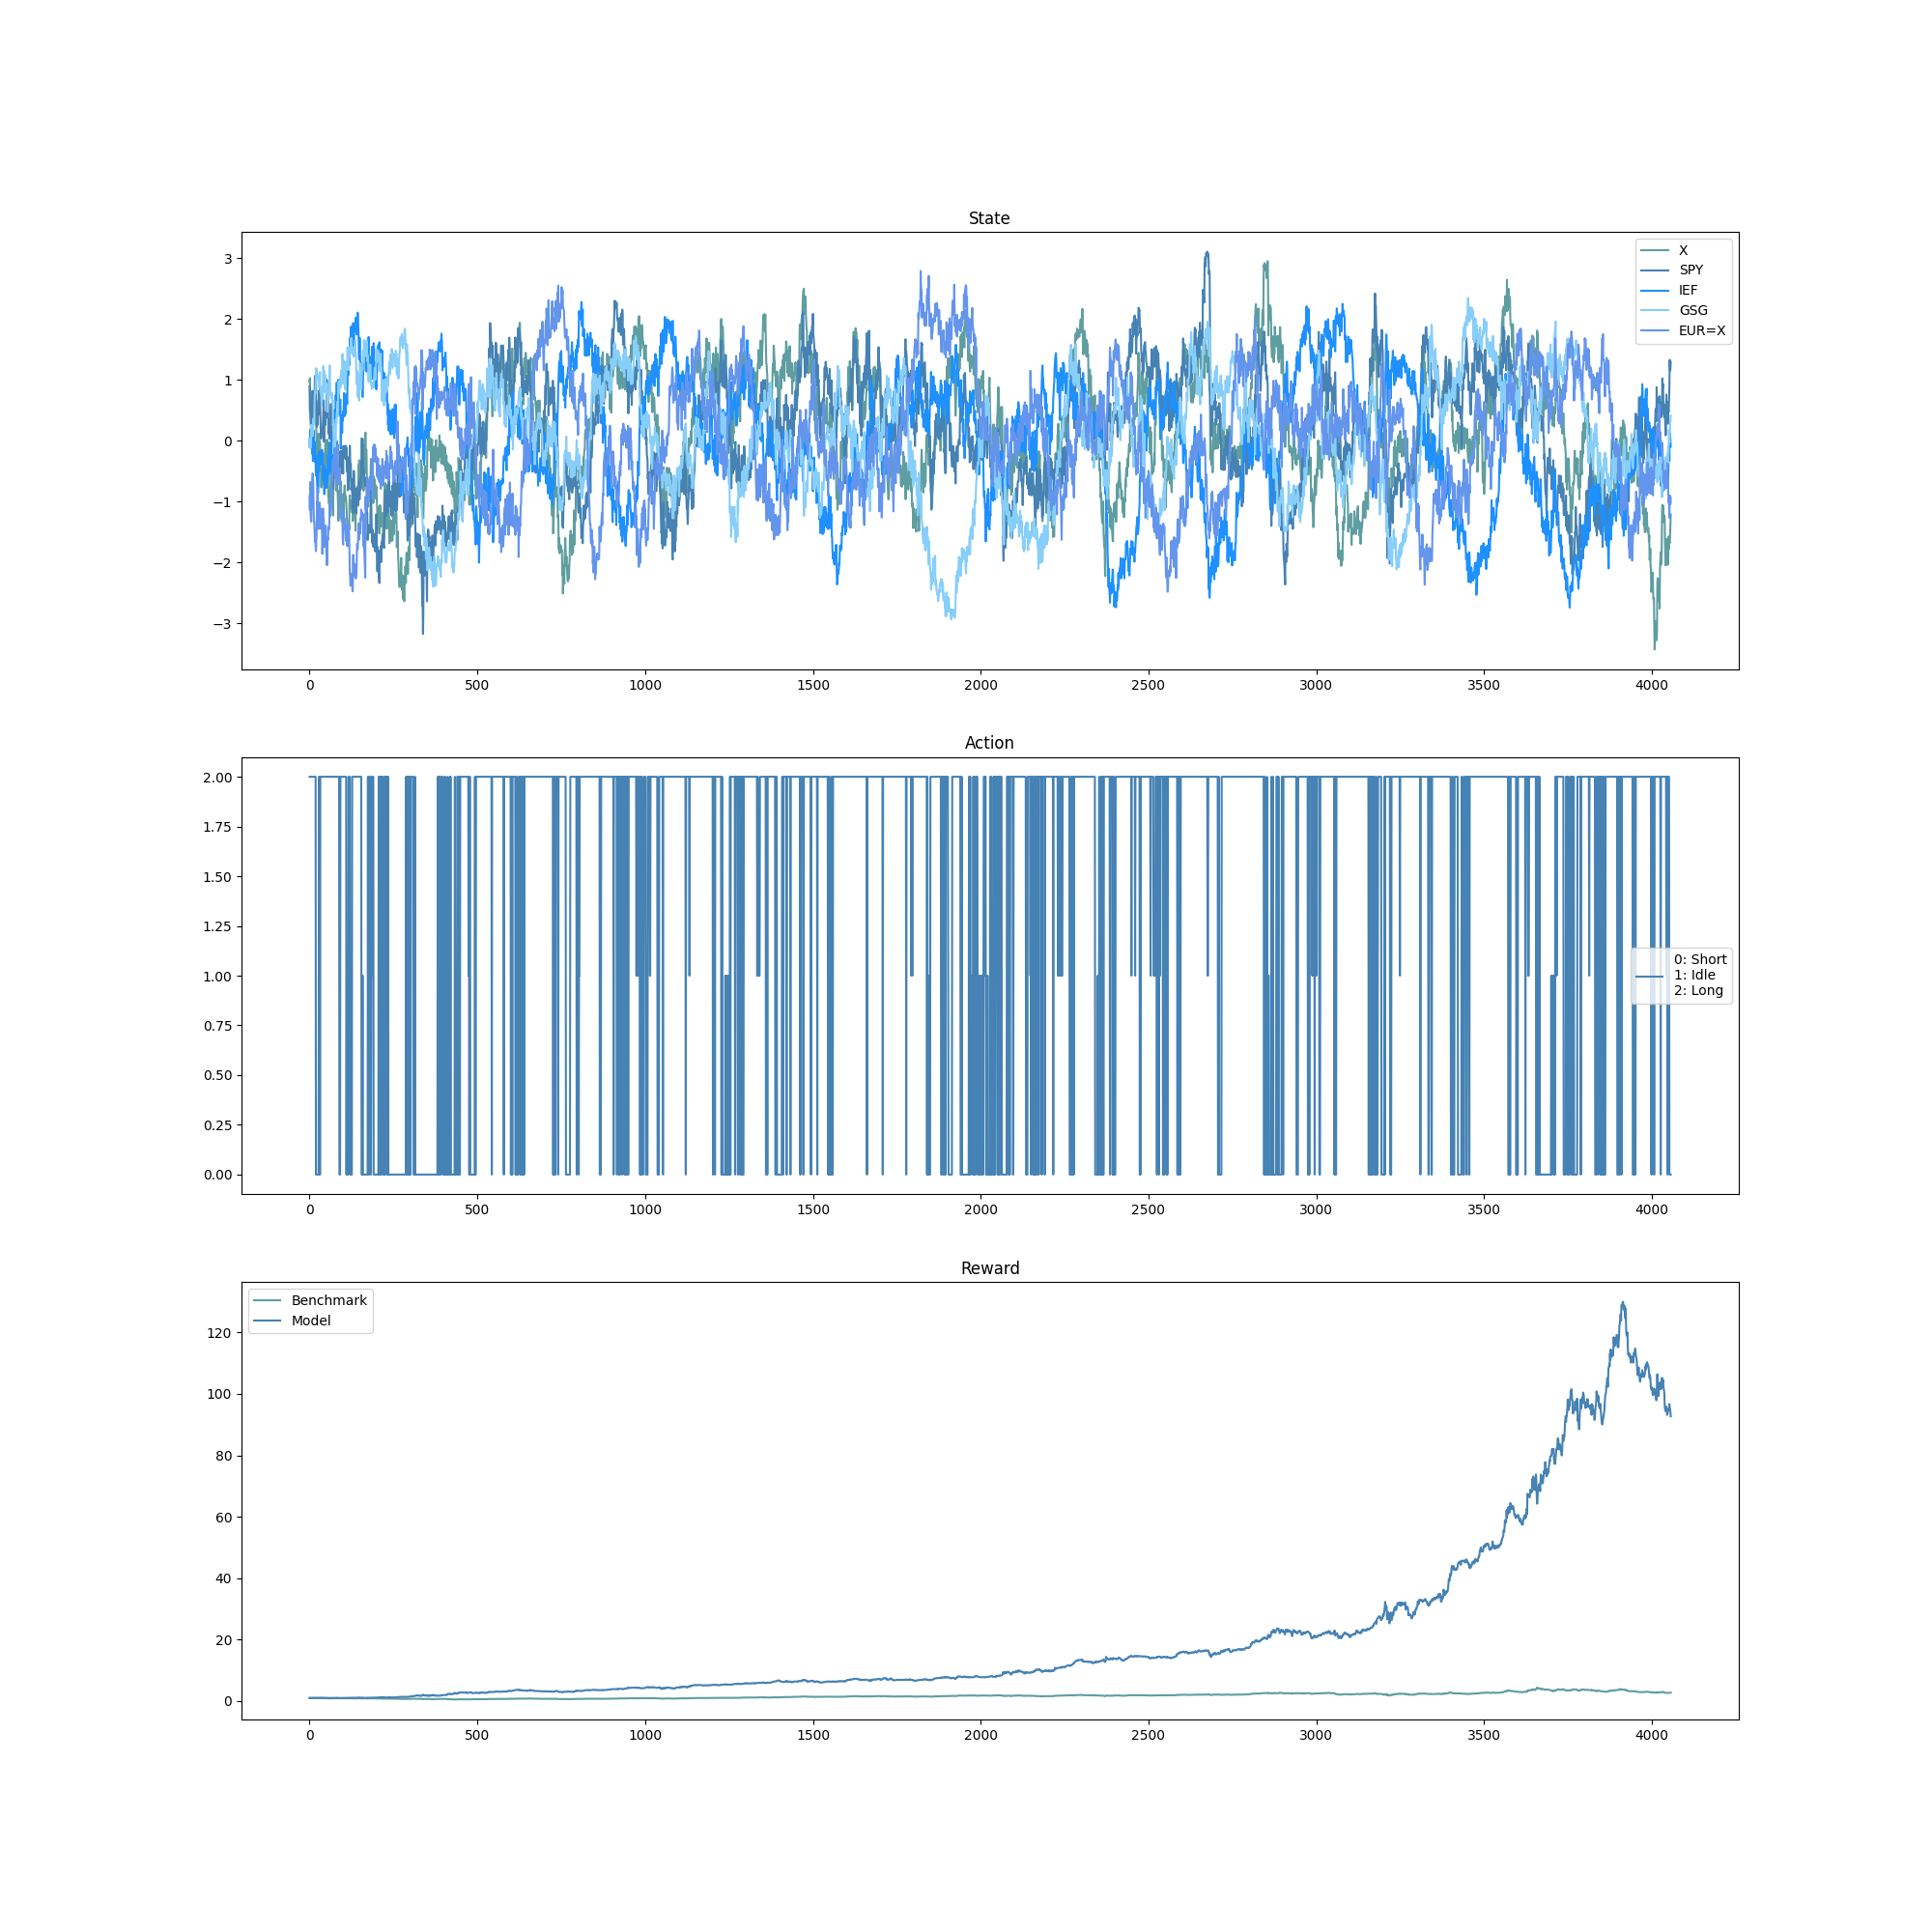 State
3
2
1
0
−1
−2
−3
X
SPY
IEF
GSG
EUR=X
0 500 1000 1500 2000 2500 3000 3500 4000
Action
2.00
1.75
1.50
1.25
1.00
0.75
0.50
0.25
0.00
0: Short
1: Idle
2: Long
0 500 1000 1500 2000 2500 3000 3500 4000
Reward
Benchmark
Model
120
100
80
60
40
20
0
0 500 1000 1500 2000 2500 3000 3500 4000